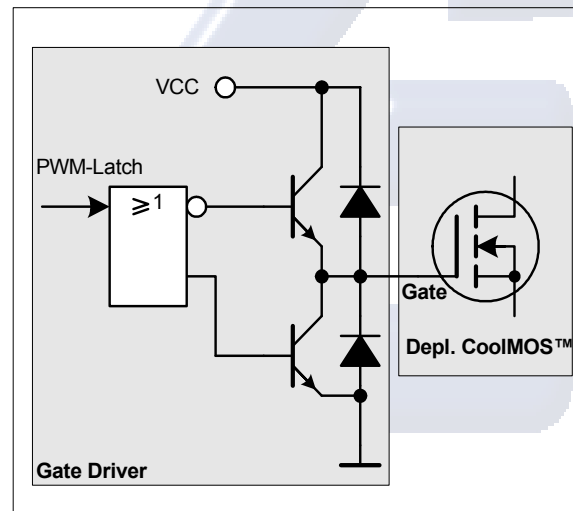 VCC
PWM-Latch
≥1
Gate
Depl. CoolMOS™
Gate Driver